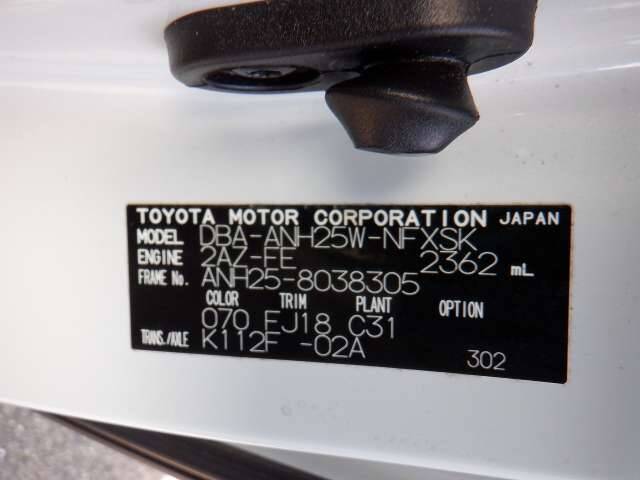 TOYOTA MOTOR CORPORATION JAPAN
MODEL DBA-ANH25W-NFXSK
ENGINE 2AZ-FE 2362 mL
FRAME No. ANH25-8038305
COLOR TRIM PLANT OPTION
070 FJ18 C31
TRANS./AXLE K112F -02A 302